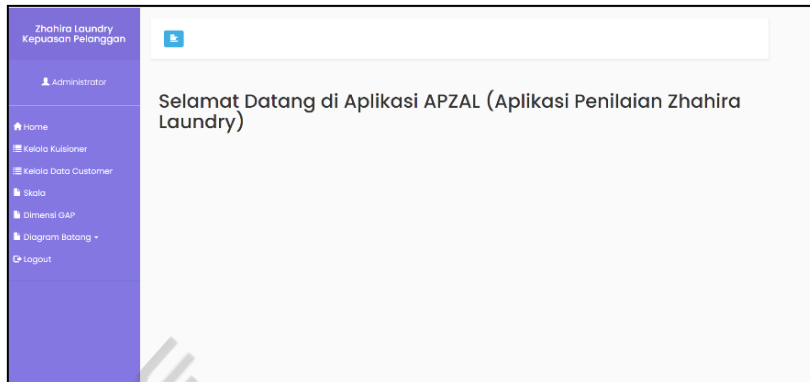 Zhahira Laundry
Kepuasan Pelanggan
Administrator
Home
Kelola Kuisioner
Kelola Data Customer
Skala
Dimensi GAP
Diagram Batang
Logout
Selamat Datang di Aplikasi APZAL (Aplikasi Penilaian Zhahira
Laundry)